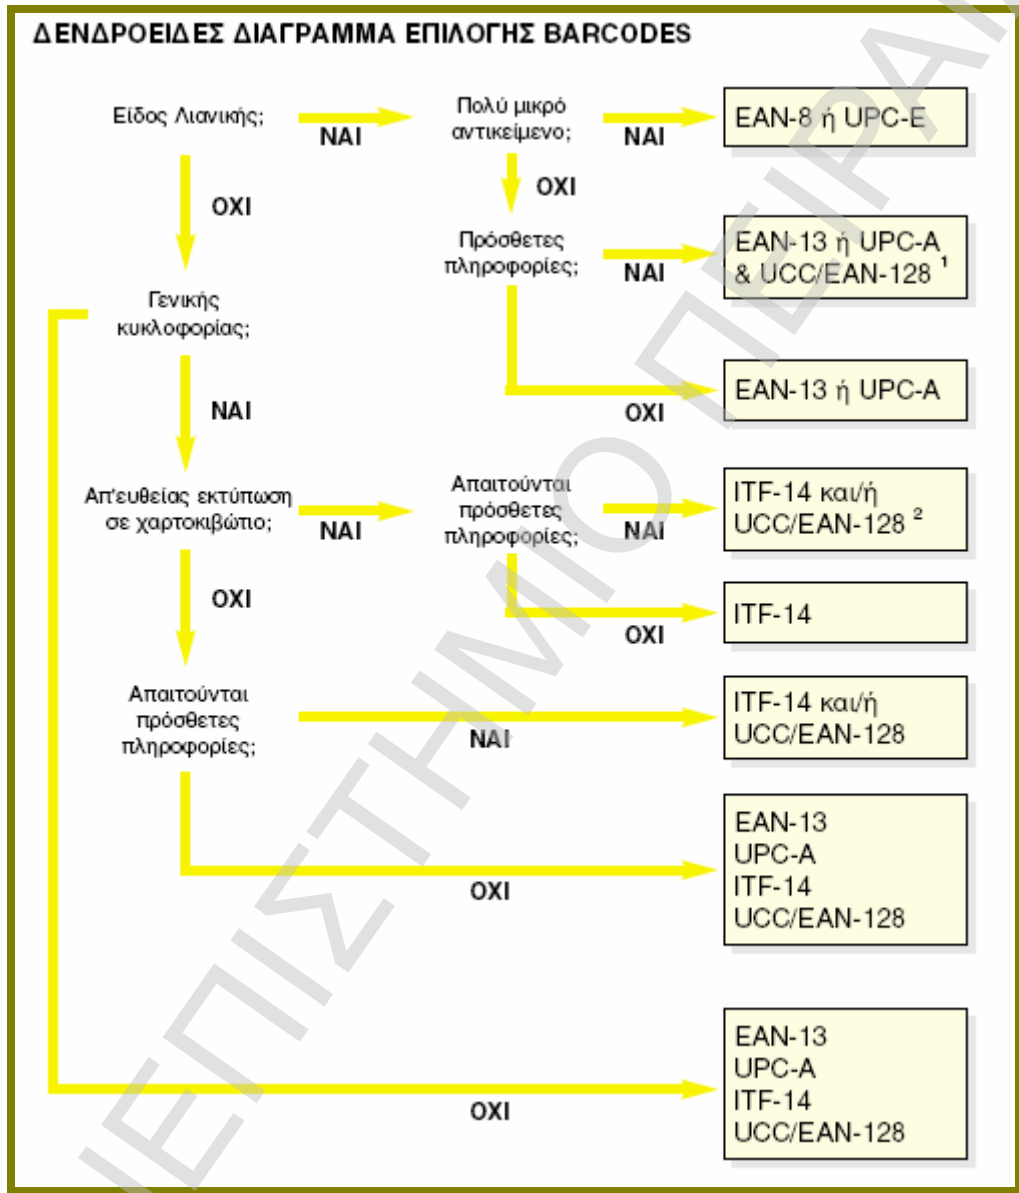 ΔΕΝΔΡΟΕΙΔΕΣ ΔΙΑΓΡΑΜΜΑ ΕΠΙΛΟΓΗΣ BARCODES
Είδος Λιανικής;
ΝΑΙ
Πολύ μικρό
αντικείμενο;
ΝΑΙ
EAN-8 ή UPC-E
ΟΧΙ
ΟΧΙ
Πρόσθετες
πληροφορίες;
ΝΑΙ
EAN-13 ή UPC-A
& UCC/EAN-128 ¹
Γενικής
κυκλοφορίας;
ΟΧΙ
EAN-13 ή UPC-A
ΝΑΙ
Απ'ευθείας εκτύπωση
σε χαρτοκιβώτιο;
ΝΑΙ
Απαιτούνται
πρόσθετες
πληροφορίες;
ΝΑΙ
ITF-14 και/ή
UCC/EAN-128 ²
ΟΧΙ
ΟΧΙ
ITF-14
Απαιτούνται
πρόσθετες
πληροφορίες;
ΝΑΙ
ITF-14 και/ή
UCC/EAN-128
ΟΧΙ
EAN-13
UPC-A
ITF-14
UCC/EAN-128
ΟΧΙ
EAN-13
UPC-A
ITF-14
UCC/EAN-128